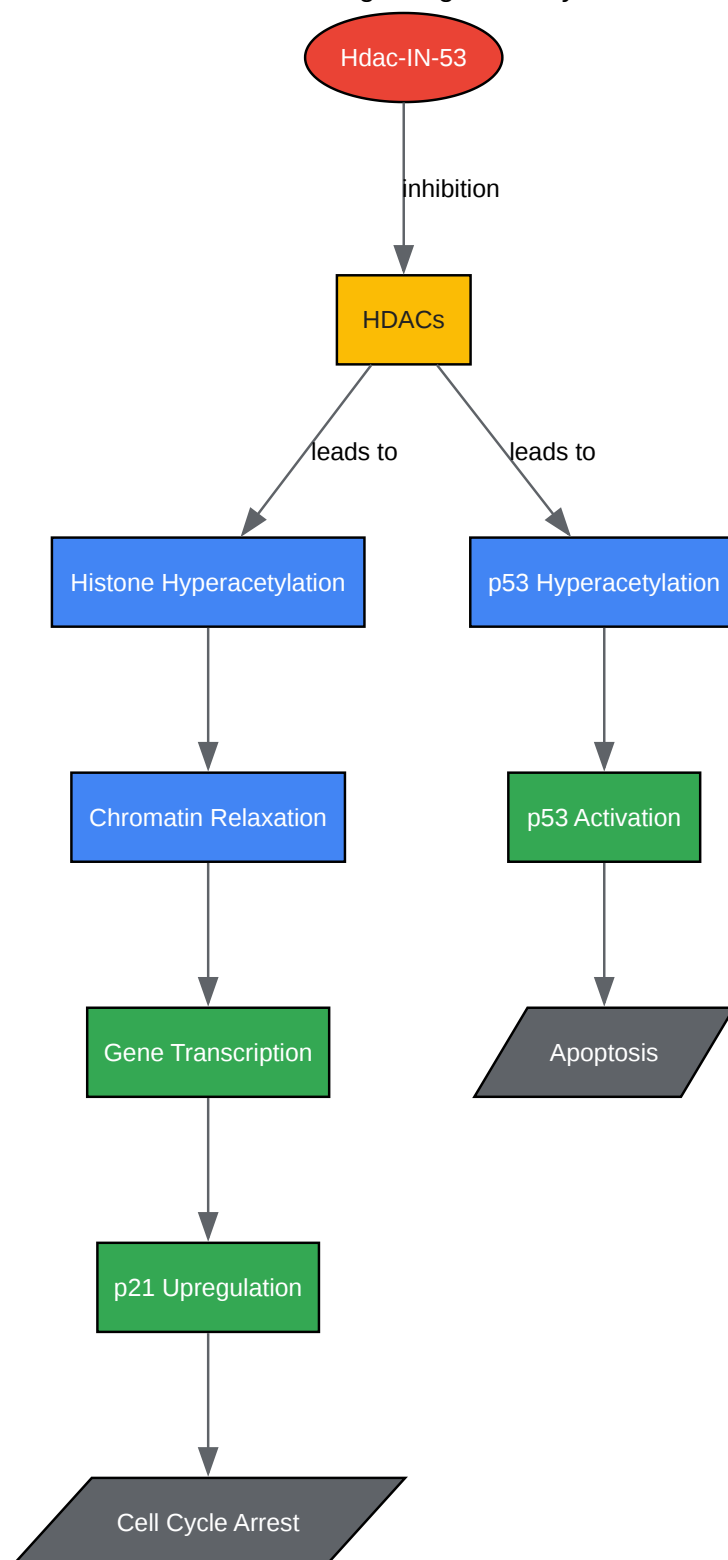 Hdac-IN-53
inhibition
HDACs
leads to
leads to
Histone Hyperacetylation
p53 Hyperacetylation
Chromatin Relaxation
p53 Activation
Gene Transcription
Apoptosis
p21 Upregulation
Cell Cycle Arrest